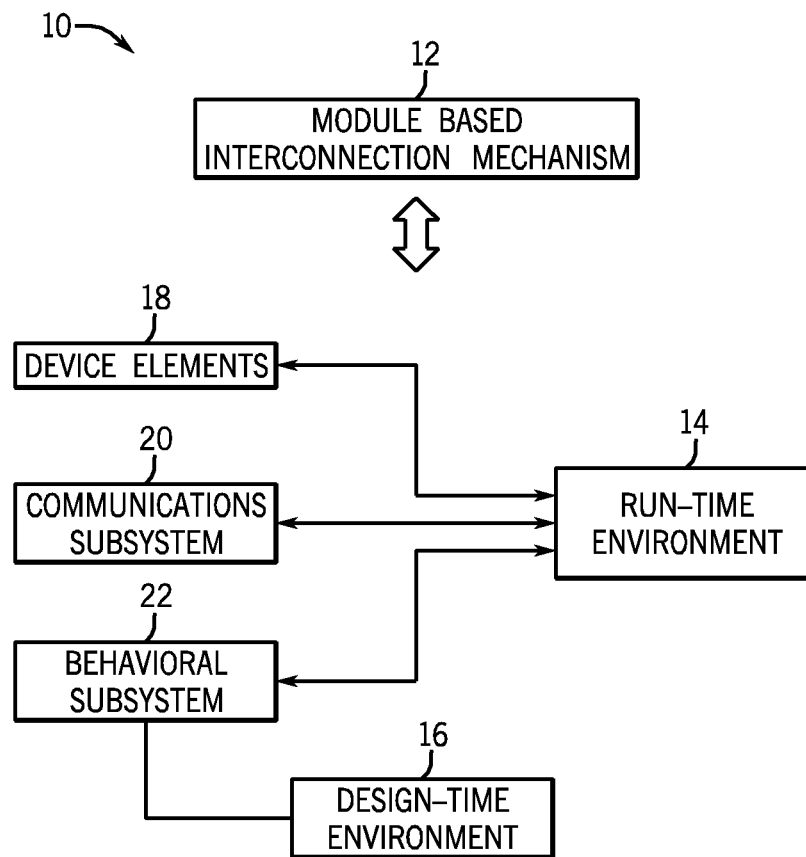 10
12
MODULE BASED
INTERCONNECTION MECHANISM
18
DEVICE ELEMENTS
20
COMMUNICATIONS
SUBSYSTEM
14
RUN–TIME
ENVIRONMENT
22
BEHAVIORAL
SUBSYSTEM
16
DESIGN–TIME
ENVIRONMENT